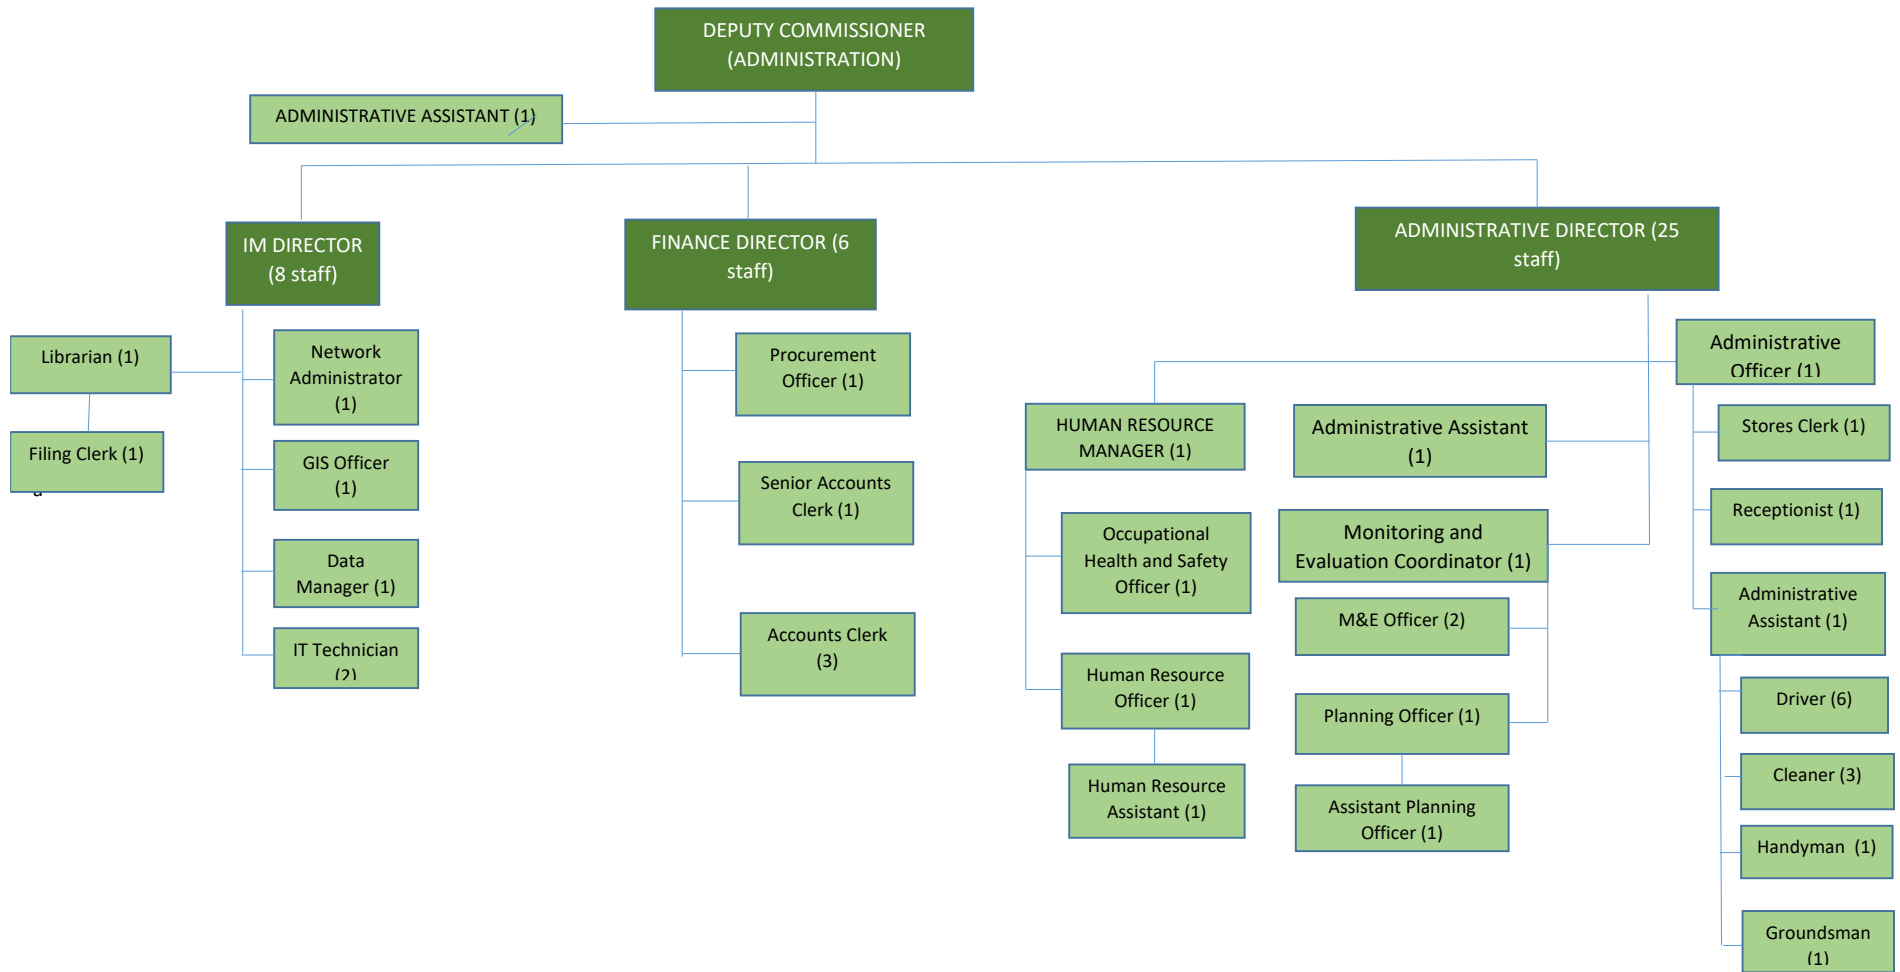 DEPUTY COMMISSIONER
(ADMINISTRATION)
ADMINISTRATIVE ASSISTANT (1)
IM DIRECTOR
(8 staff)
FINANCE DIRECTOR (6
staff)
ADMINISTRATIVE DIRECTOR (25
staff)
Librarian (1)
Filing Clerk (1)
Network
Administrator
(1)
GIS Officer
(1)
Data
Manager (1)
IT Technician
(2)
Procurement
Officer (1)
Senior Accounts
Clerk (1)
Accounts Clerk
(3)
HUMAN RESOURCE
MANAGER (1)
Occupational
Health and Safety
Officer (1)
Human Resource
Officer (1)
Human Resource
Assistant (1)
Administrative Assistant
(1)
Monitoring and
Evaluation Coordinator (1)
M&E Officer (2)
Planning Officer (1)
Assistant Planning
Officer (1)
Administrative
Officer (1)
Stores Clerk (1)
Receptionist (1)
Administrative
Assistant (1)
Driver (6)
Cleaner (3)
Handyman (1)
Groundsman
(1)